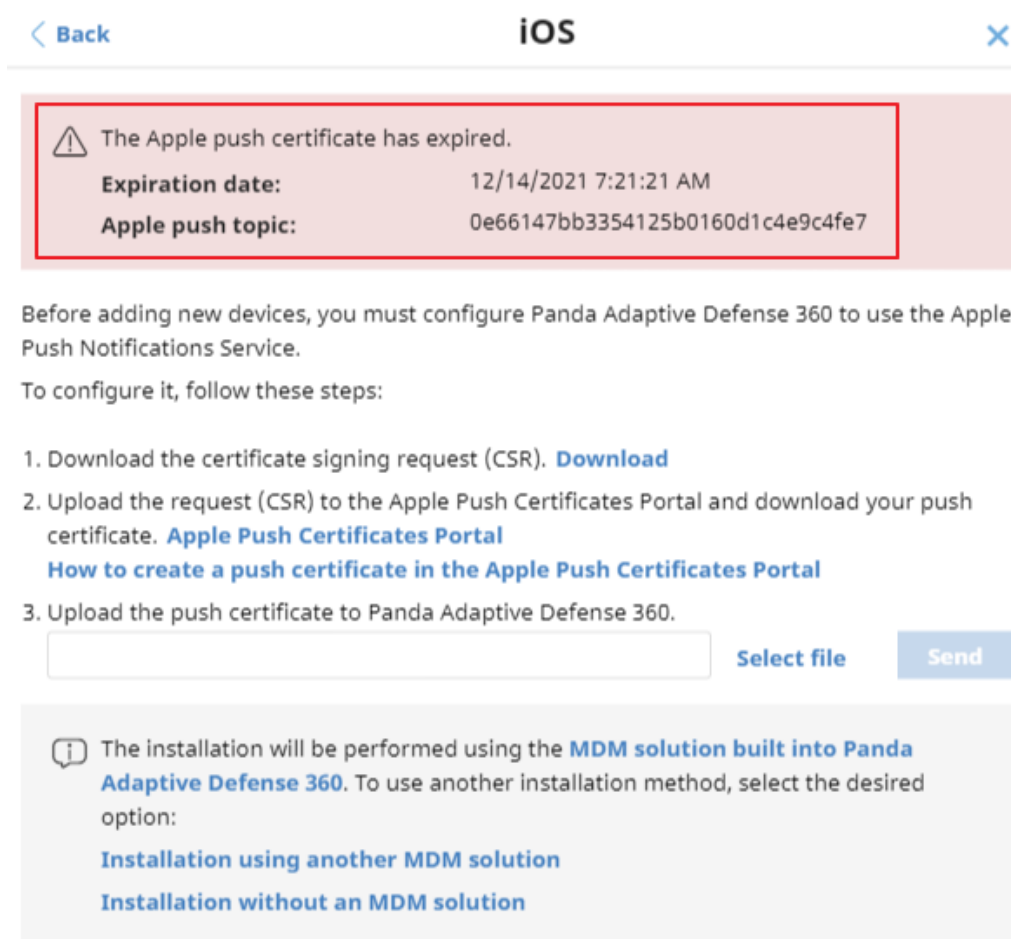 Back
iOS
The Apple push certificate has expired.
Expiration date: 12/14/2021 7:21:21 AM
Apple push topic: 0e66147bb3354125b0160d1c4e9c4fe7
Before adding new devices, you must configure Panda Adaptive Defense 360 to use the Apple
Push Notifications Service.
To configure it, follow these steps:
1. Download the certificate signing request (CSR). Download
2. Upload the request (CSR) to the Apple Push Certificates Portal and download your push
certificate. Apple Push Certificates Portal
How to create a push certificate in the Apple Push Certificates Portal
3. Upload the push certificate to Panda Adaptive Defense 360.
Select file Send
The installation will be performed using the MDM solution built into Panda
Adaptive Defense 360. To use another installation method, select the desired
option:
Installation using another MDM solution
Installation without an MDM solution